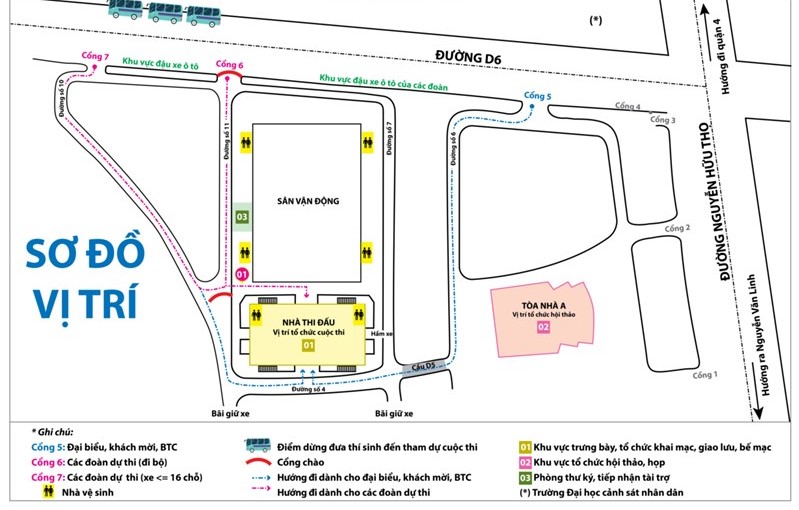 (*)
Hướng đi quận 4
ĐƯỜNG D6
Cổng 7
Khu vực đậu xe ô tô
Cổng 6
Khu vực đậu xe ô tô của các đoàn
Cổng 5
Cổng 4
Cổng 3
Đường số 10
Đường số 11
Đường số 7
Đường số 6
ĐƯỜNG NGUYỄN HỮU THỌ
SÂN VẬN ĐỘNG
03
Cổng 2
SƠ ĐỒ
VỊ TRÍ
01
Hướng ra Nguyễn Văn Linh
TÒA NHÀ A
Vị trí tổ chức hội thảo
02
NHÀ THI ĐẤU
Vị trí tổ chức cuộc thi
01
Hầm xe
Cầu D5
Cổng 1
Đường số 4
Bãi giữ xe
Bãi giữ xe
* Ghi chú:
Cổng 5: Đại biểu, khách mời, BTC
Cổng 6: Các đoàn dự thi (đi bộ)
Cổng 7: Các đoàn dự thi (xe <= 16 chỗ)
Nhà vệ sinh
Điểm dừng đưa thí sinh đến tham dự cuộc thi
Cổng chào
Hướng đi dành cho đại biểu, khách mời, BTC
Hướng đi dành cho các đoàn dự thi
01 Khu vực trưng bày, tổ chức khai mạc, giao lưu, bế mạc
02 Khu vực tổ chức hội thảo, họp
03 Phòng thư ký, tiếp nhận tài trợ
(*) Trường Đại học cảnh sát nhân dân